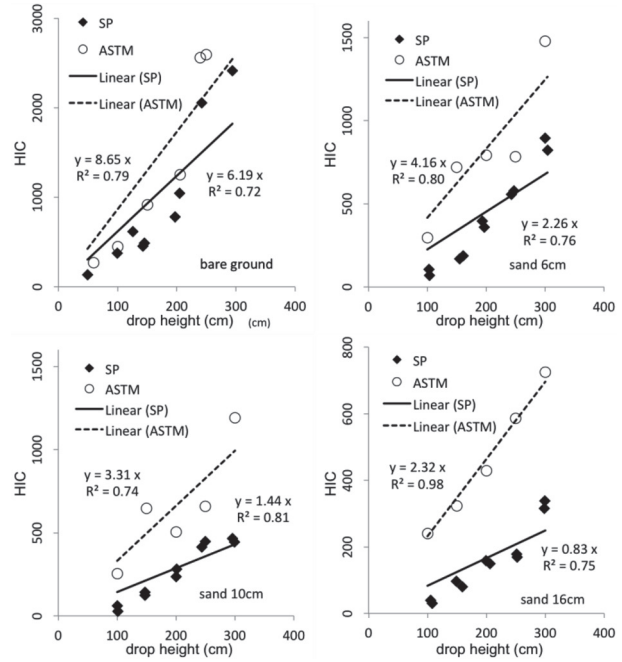 SP
ASTM
Linear (SP)
Linear (ASTM)
3000
2000
1000
0
HIC
y = 8.65 x
R² = 0.79
y = 6.19 x
R² = 0.72
bare ground
0 100 200 300 400
drop height (cm) (cm)
SP
ASTM
Linear (SP)
Linear (ASTM)
1500
1000
500
0
HIC
y = 4.16 x
R² = 0.80
y = 2.26 x
R² = 0.76
sand 6cm
0 100 200 300 400
drop height (cm)
SP
ASTM
Linear (SP)
Linear (ASTM)
1500
1000
500
0
HIC
y = 3.31 x
R² = 0.74
y = 1.44 x
R² = 0.81
sand 10cm
0 100 200 300 400
drop height (cm)
SP
ASTM
Linear (SP)
Linear (ASTM)
800
600
400
200
0
HIC
y = 2.32 x
R² = 0.98
y = 0.83 x
R² = 0.75
sand 16cm
0 100 200 300 400
drop height (cm)